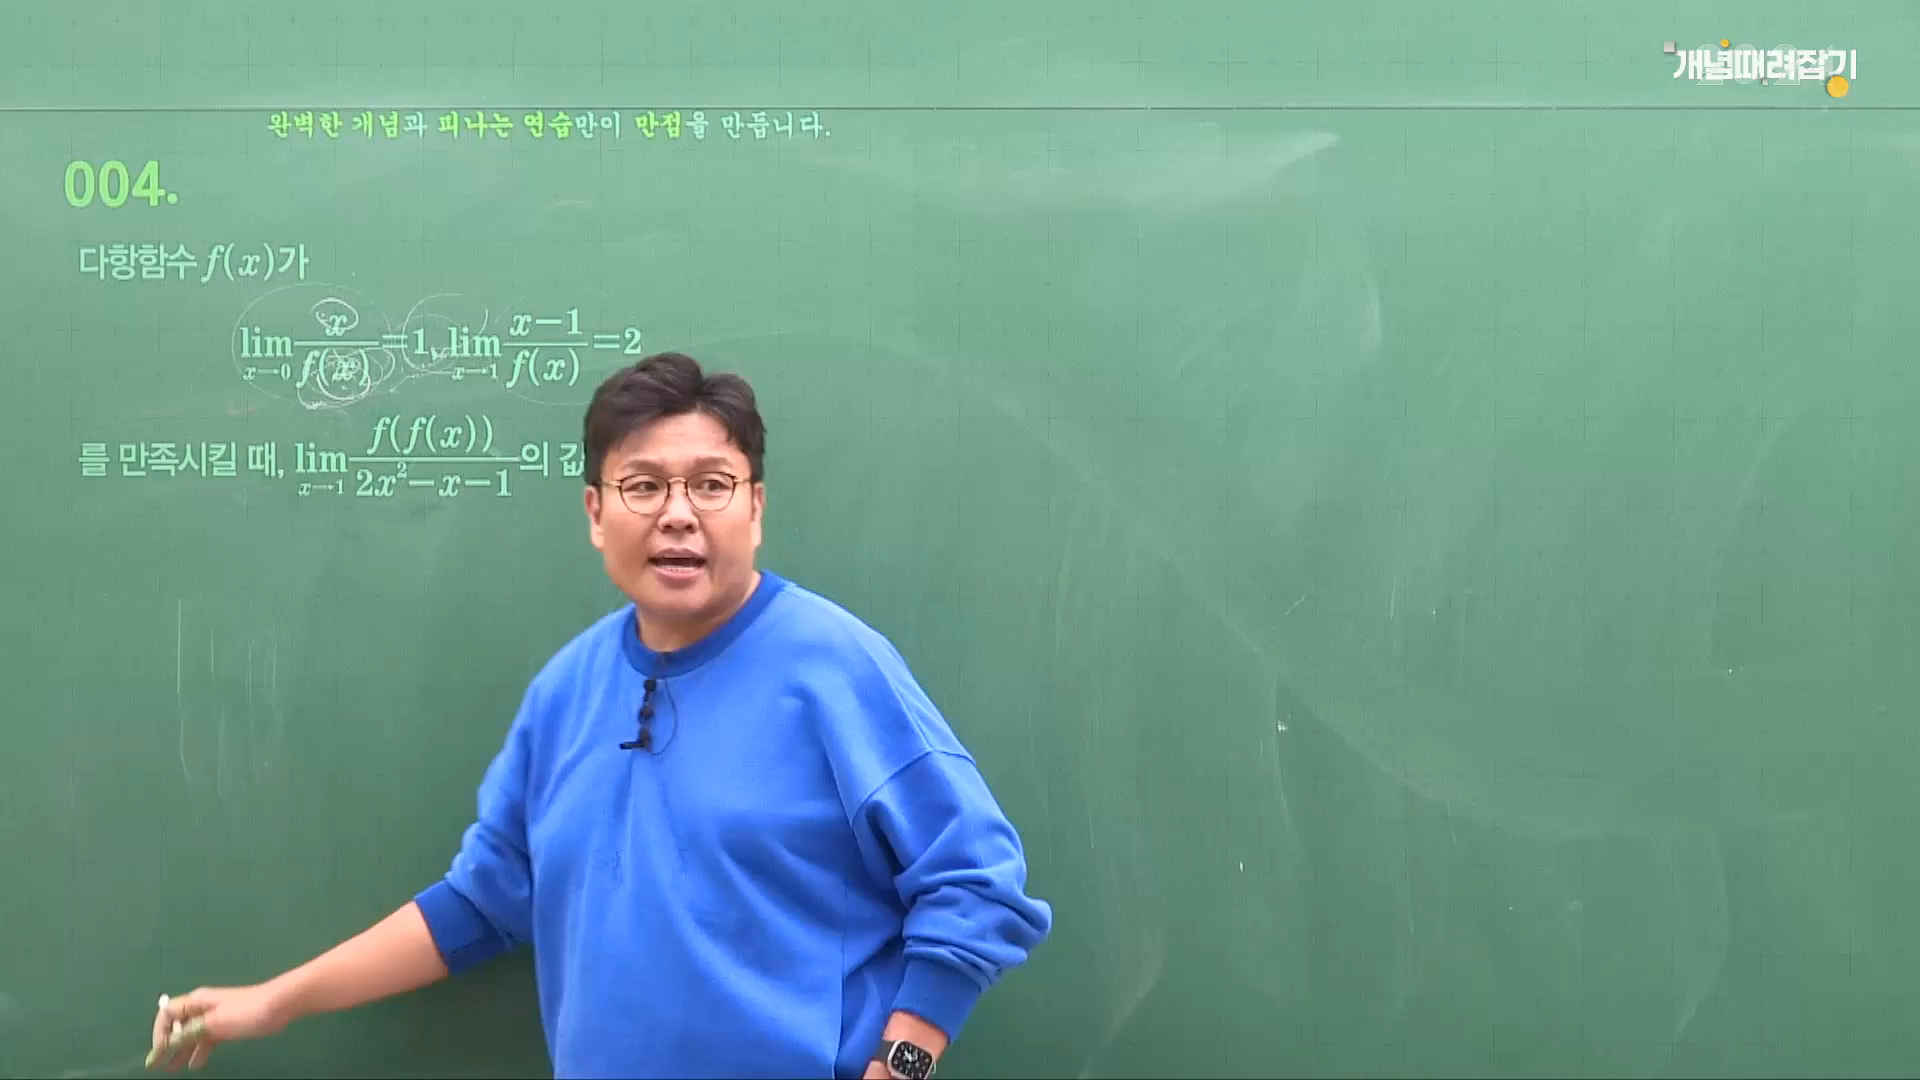 개념때려잡기
완벽한 개념과 피나는 연습만이 만점을 만듭니다.
004.
다항함수 f(x)가
lim_{x→0} x/f(x) = 1, lim_{x→1} (x-1)/f(x) = 2
를 만족시킬 때, lim_{x→1} f(f(x))/(2x²-x-1) 의